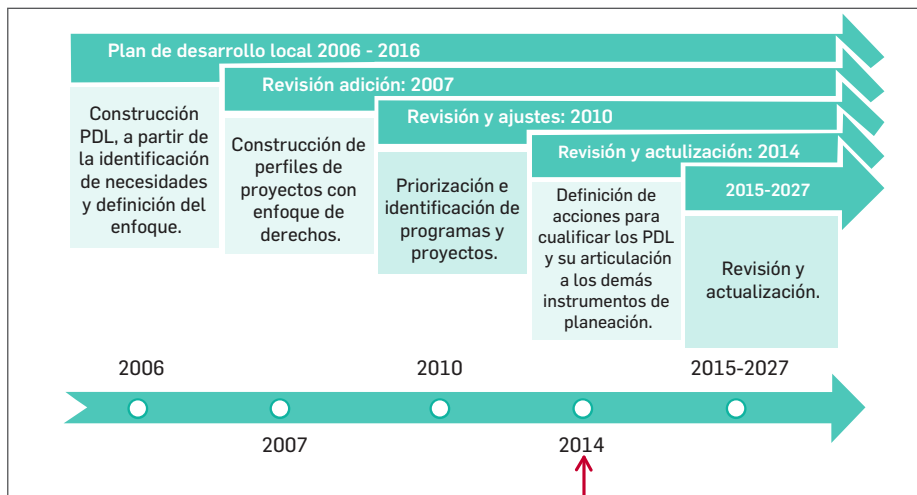 Plan de desarrollo local 2006 - 2016
Construcción
PDL, a partir de
la identificación
de necesidades
y definición del
enfoque.
Revisión adición: 2007
Construcción de
perfiles de
proyectos con
enfoque de
derechos.
Revisión y ajustes: 2010
Priorización e
identificación de
programas y
proyectos.
Revisión y actulización: 2014
Definición de
acciones para
cualificar los PDL
y su articulación
a los demás
instrumentos de
planeación.
2015-2027
Revisión y
actualización.
2006
2007
2010
2014
2015-2027